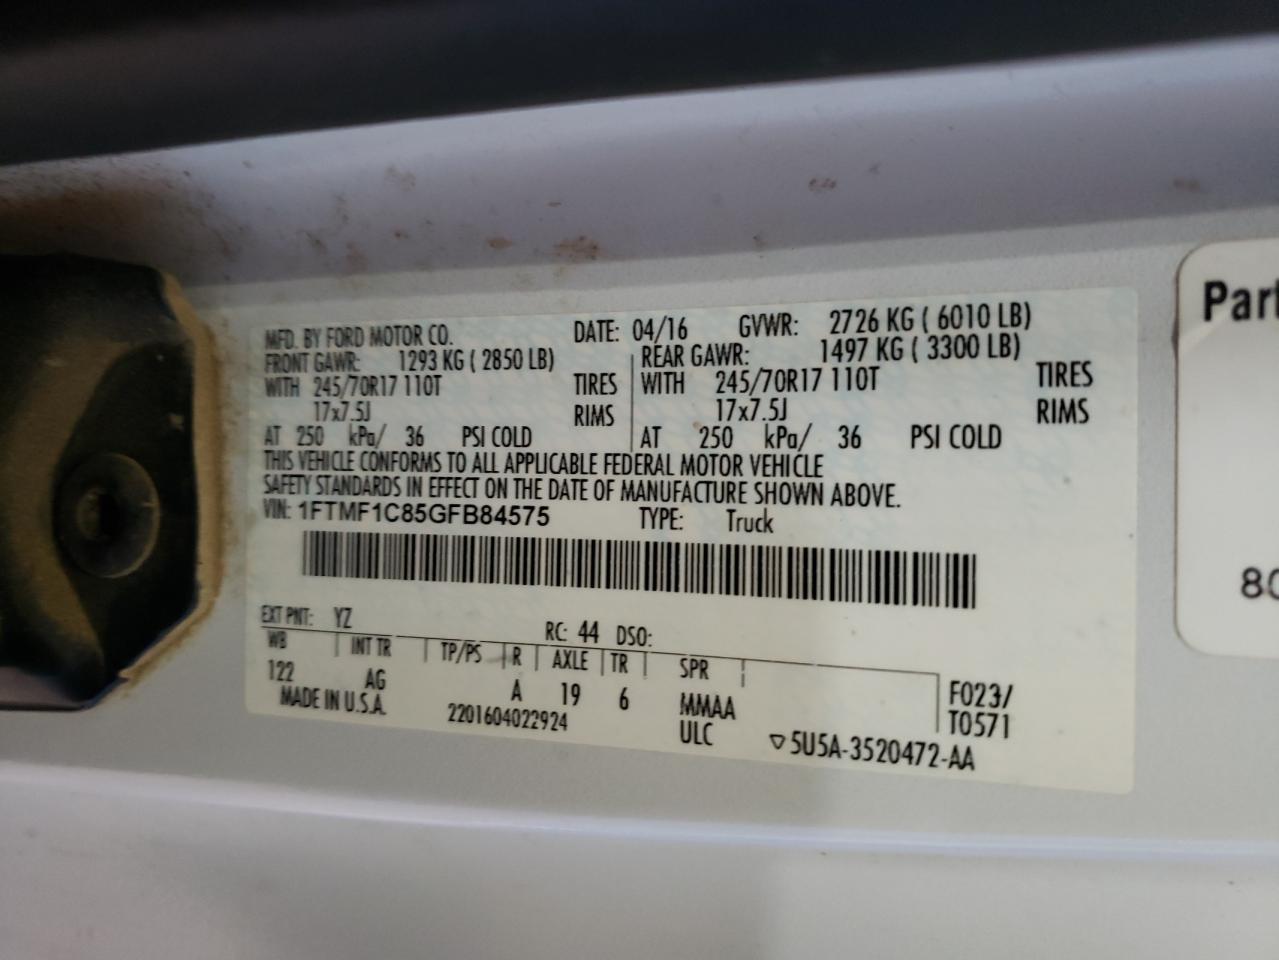 MFD. BY FORD MOTOR CO. DATE: 04/16 GVWR: 2726 KG ( 6010 LB)
FRONT GAWR: 1293 KG ( 2850 LB) REAR GAWR: 1497 KG ( 3300 LB)
WITH 245/70R17 110T TIRES WITH 245/70R17 110T TIRES
17x7.5J RIMS 17x7.5J RIMS
AT 250 kPa/ 36 PSI COLD AT 250 kPa/ 36 PSI COLD
THIS VEHICLE CONFORMS TO ALL APPLICABLE FEDERAL MOTOR VEHICLE
SAFETY STANDARDS IN EFFECT ON THE DATE OF MANUFACTURE SHOWN ABOVE.
VIN: 1FTMF1C85GFB84575 TYPE: Truck
EXT PNT: YZ RC: 44 DSO:
WB INT TR TP/PS R AXLE TR SPR
122 AG A 19 6 MMAA F023/
MADE IN U.S.A. 2201604022924 ULC T0571
▽5U5A-3520472-AA
Part
80